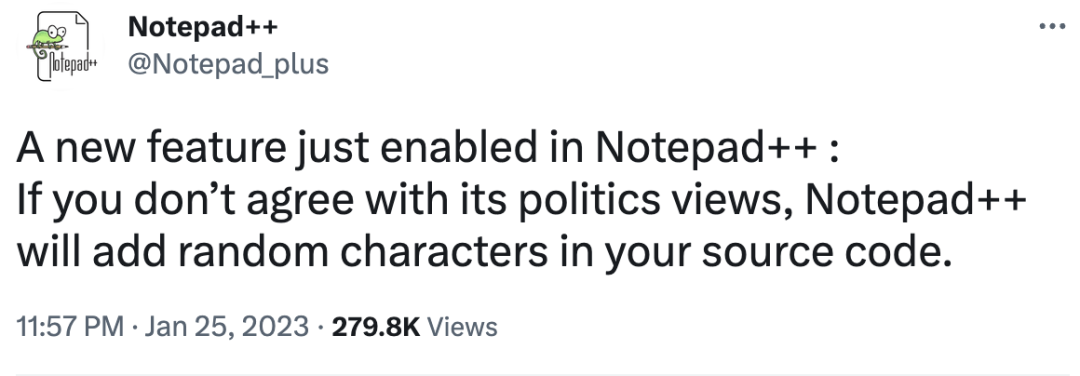 Notepad++
@Notepad_plus
Notepad++
A new feature just enabled in Notepad++ :
If you don’t agree with its politics views, Notepad++
will add random characters in your source code.
11:57 PM · Jan 25, 2023 · 279.8K Views